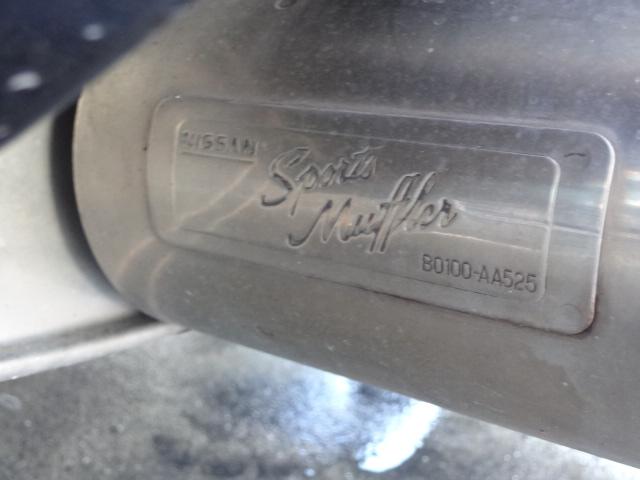 NISSAN
Sports
Muffler
B0100-AA525